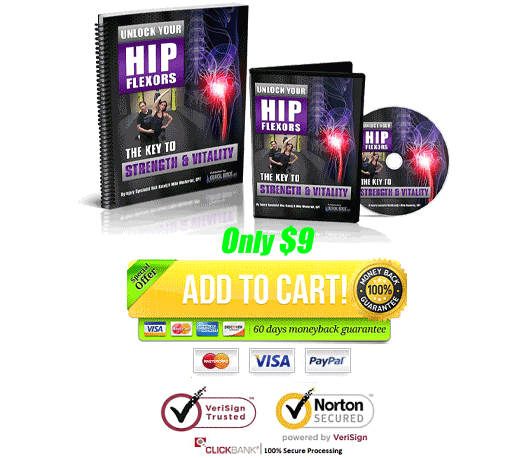 UNLOCK YOUR
HIP
FLEXORS
THE KEY TO
STRENGTH & VITALITY
UNLOCK YOUR
HIP
FLEXORS
THE KEY TO
STRENGTH & VITALITY
UNLOCK YOUR
HIP
FLEXORS
THE KEY TO
STRENGTH & VITALITY
Only $9
Special
Offer
ADD TO CART!
MONEY BACK
100%
GUARANTEE
VISA
60 days moneyback guarantee
VISA
PayPal
VeriSign
Trusted
Norton
SECURED
powered by VeriSign
CLICKBANK
100% Secure Processing